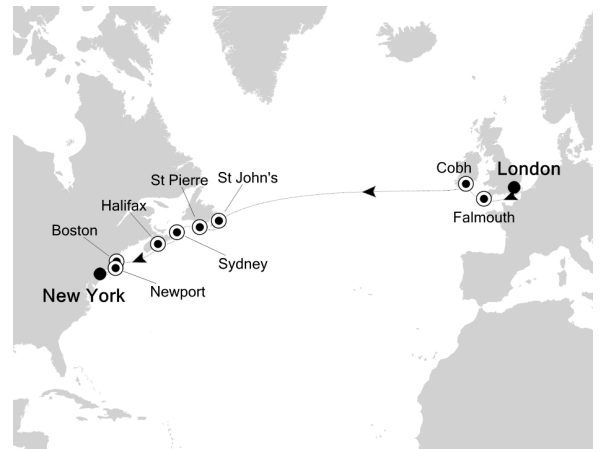 Cobh
London
St Pierre
St John's
Halifax
Falmouth
Boston
Sydney
Newport
New York